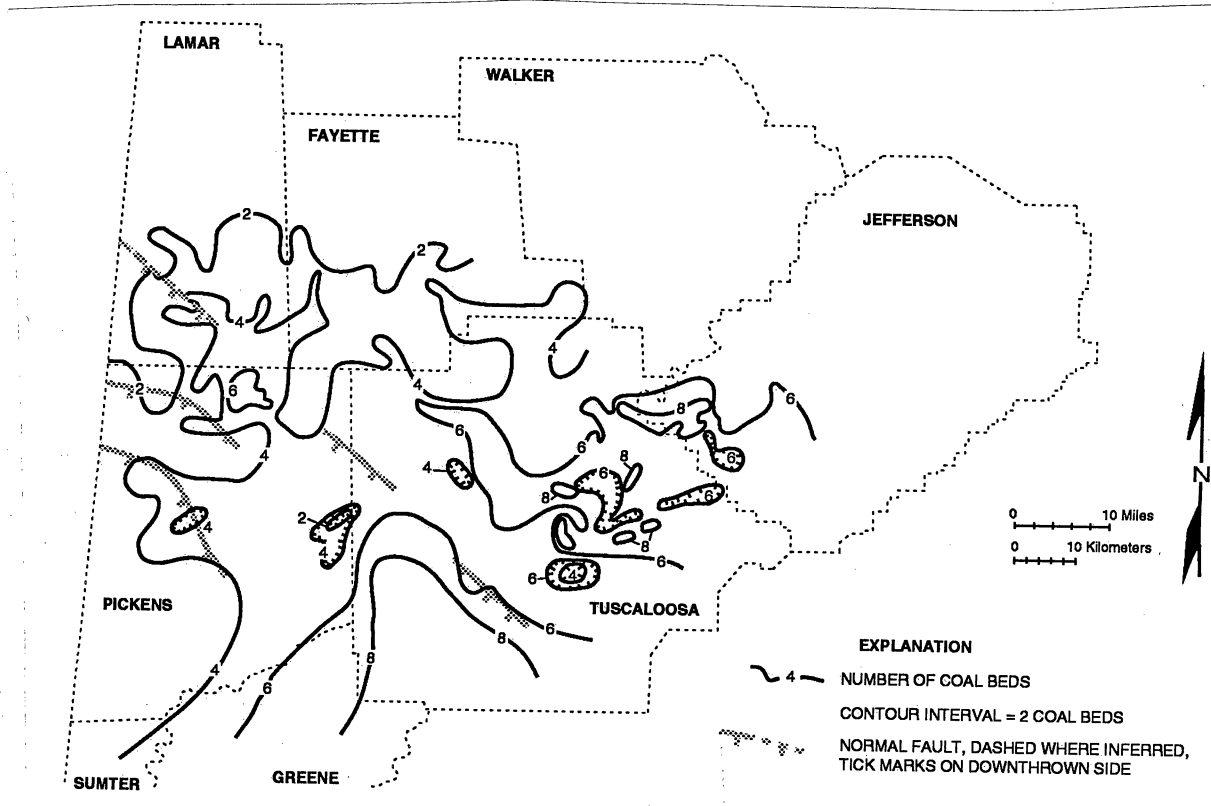 LAMAR
WALKER
FAYETTE
JEFFERSON
2
2
4
4
2
6
4
6
8
6
4
6
4
6
8
6
8
6
2
4
4
8
6
6
4
10 Miles
0
0
10 Kilometers
N
PICKENS
TUSCALOOSA
6
8
8
4
6
SUMTER
GREENE
EXPLANATION
4 NUMBER OF COAL BEDS
CONTOUR INTERVAL = 2 COAL BEDS
NORMAL FAULT, DASHED WHERE INFERRED,
TICK MARKS ON DOWNTHROWN SIDE